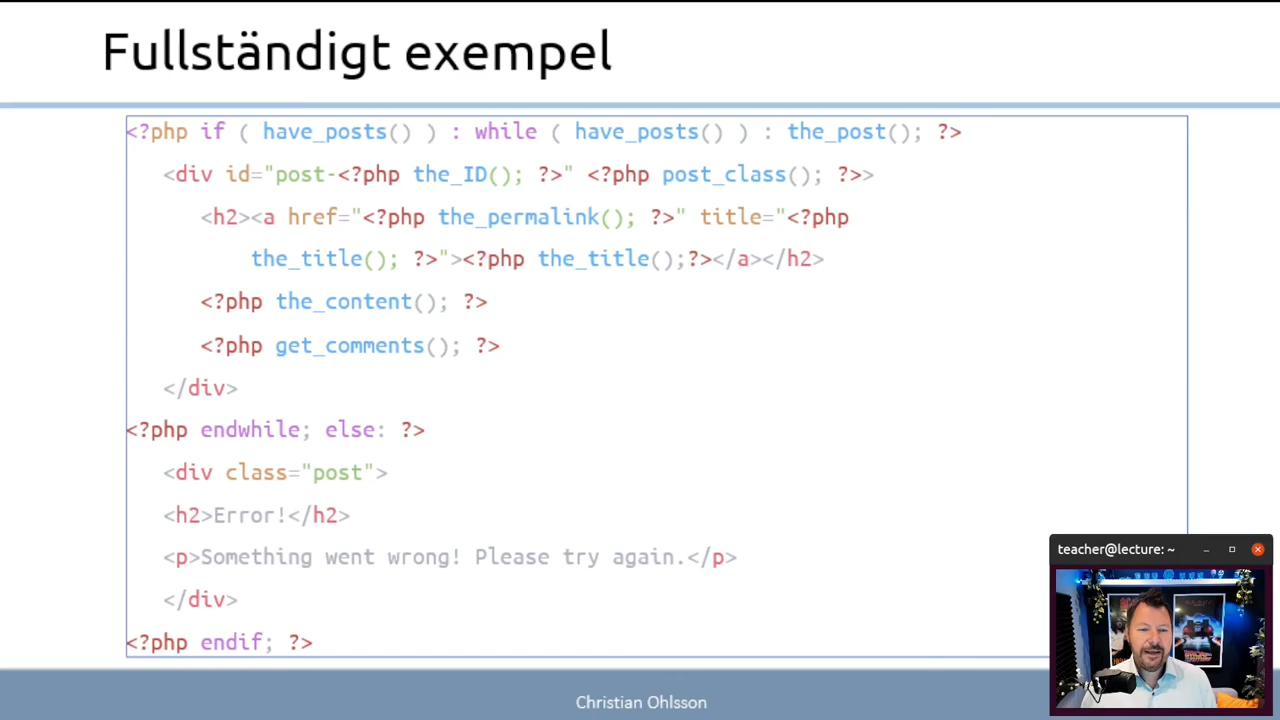 Fullständigt exempel
<?php if ( have_posts() ) : while ( have_posts() ) : the_post(); ?>
<div id="post-<?php the_ID(); ?>" <?php post_class(); ?>>
<h2><a href="<?php the_permalink(); ?>" title="<?php
the_title(); ?>"><?php the_title();?></a></h2>
<?php the_content(); ?>
<?php get_comments(); ?>
</div>
<?php endwhile; else: ?>
<div class="post">
<h2>Error!</h2>
<p>Something went wrong! Please try again.</p>
</div>
<?php endif; ?>
teacher@lecture: ~
Christian Ohlsson